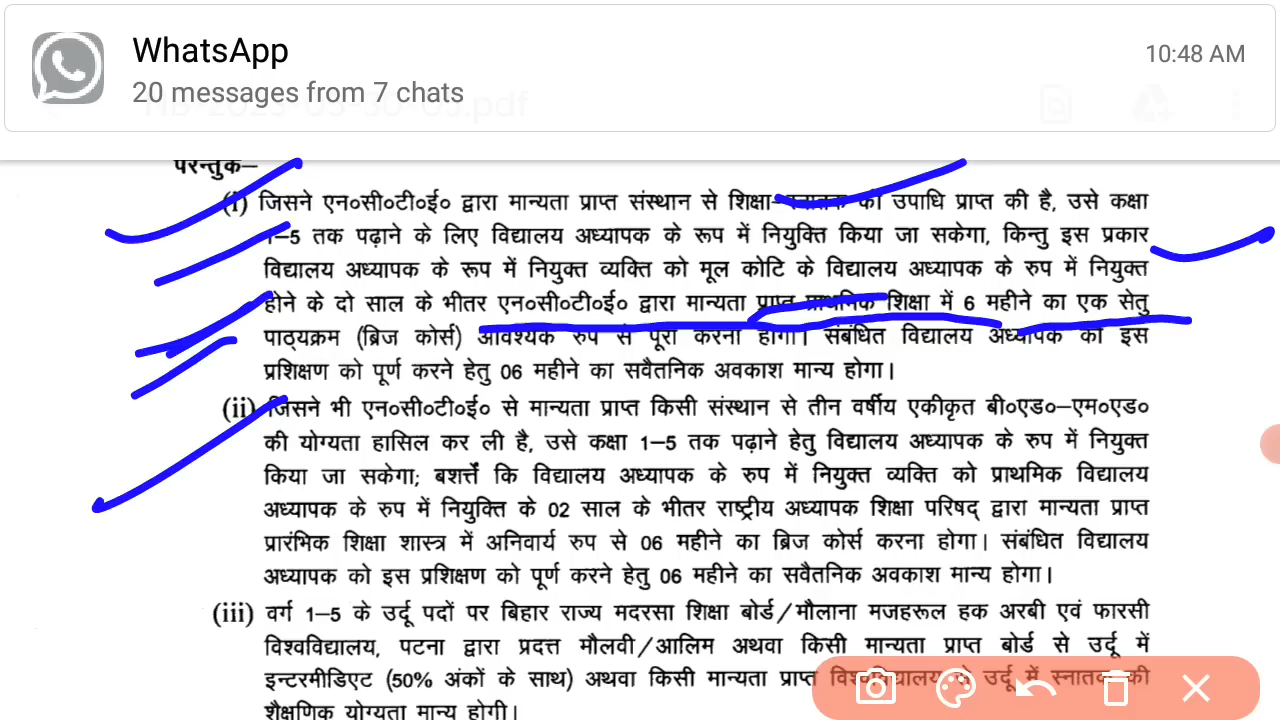 WhatsApp
10:48 AM
20 messages from 7 chats
परन्तुक—
(i) जिसने एन०सी०टी०ई० द्वारा मान्यता प्राप्त संस्थान से शिक्षा-स्नातक की उपाधि प्राप्त की है, उसे कक्षा
1–5 तक पढ़ाने के लिए विद्यालय अध्यापक के रूप में नियुक्ति किया जा सकेगा, किन्तु इस प्रकार
विद्यालय अध्यापक के रूप में नियुक्त व्यक्ति को मूल कोटि के विद्यालय अध्यापक के रुप में नियुक्त
होने के दो साल के भीतर एन०सी०टी०ई० द्वारा मान्यता प्राप्त प्राथमिक शिक्षा में 6 महीने का एक सेतु
पाठ्यक्रम (ब्रिज कोर्स) आवश्यक रुप से पूरा करना होगा। संबंधित विद्यालय अध्यापक को इस
प्रशिक्षण को पूर्ण करने हेतु 06 महीने का सवैतनिक अवकाश मान्य होगा।
(ii) जिसने भी एन०सी०टी०ई० से मान्यता प्राप्त किसी संस्थान से तीन वर्षीय एकीकृत बी०एड०–एम०एड०
की योग्यता हासिल कर ली है, उसे कक्षा 1–5 तक पढ़ाने हेतु विद्यालय अध्यापक के रुप में नियुक्त
किया जा सकेगा; बशर्त्ते कि विद्यालय अध्यापक के रुप में नियुक्त व्यक्ति को प्राथमिक विद्यालय
अध्यापक के रुप में नियुक्ति के 02 साल के भीतर राष्ट्रीय अध्यापक शिक्षा परिषद् द्वारा मान्यता प्राप्त
प्रारंभिक शिक्षा शास्त्र में अनिवार्य रुप से 06 महीने का ब्रिज कोर्स करना होगा। संबंधित विद्यालय
अध्यापक को इस प्रशिक्षण को पूर्ण करने हेतु 06 महीने का सवैतनिक अवकाश मान्य होगा।
(iii) वर्ग 1–5 के उर्दू पदों पर बिहार राज्य मदरसा शिक्षा बोर्ड/मौलाना मजहरूल हक अरबी एवं फारसी
विश्वविद्यालय, पटना द्वारा प्रदत्त मौलवी/आलिम अथवा किसी मान्यता प्राप्त बोर्ड से उर्दू में
इन्टरमीडिएट (50% अंकों के साथ) अथवा किसी मान्यता प्राप्त विश्वविद्यालय से उर्दू में स्नातक की
शैक्षणिक योग्यता मान्य होगी।